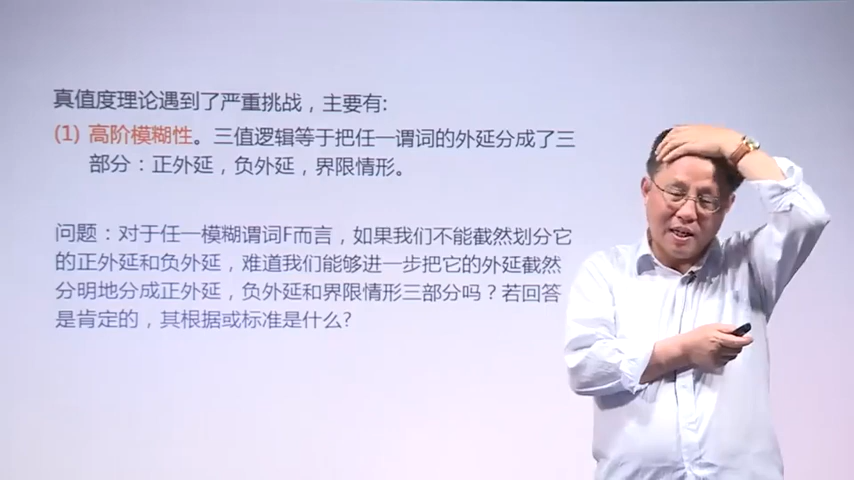 真值度理论遇到了严重挑战，主要有:
(1) 高阶模糊性。三值逻辑等于把任一谓词的外延分成了三
部分：正外延，负外延，界限情形。
问题：对于任一模糊谓词F而言，如果我们不能截然划分它
的正外延和负外延，难道我们能够进一步把它的外延截然
分明地分成正外延，负外延和界限情形三部分吗？若回答
是肯定的，其根据或标准是什么?